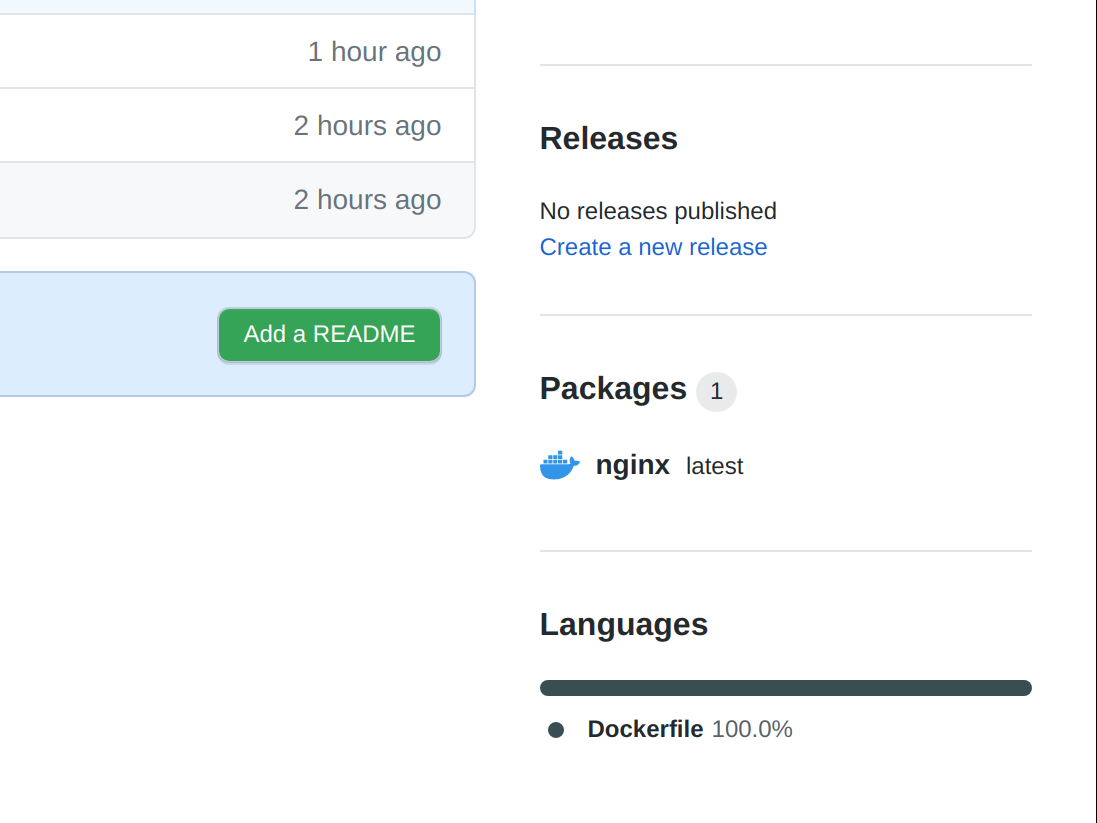 1 hour ago
2 hours ago
2 hours ago
Add a README
Releases
No releases published
Create a new release
Packages 1
nginx latest
Languages
Dockerfile 100.0%